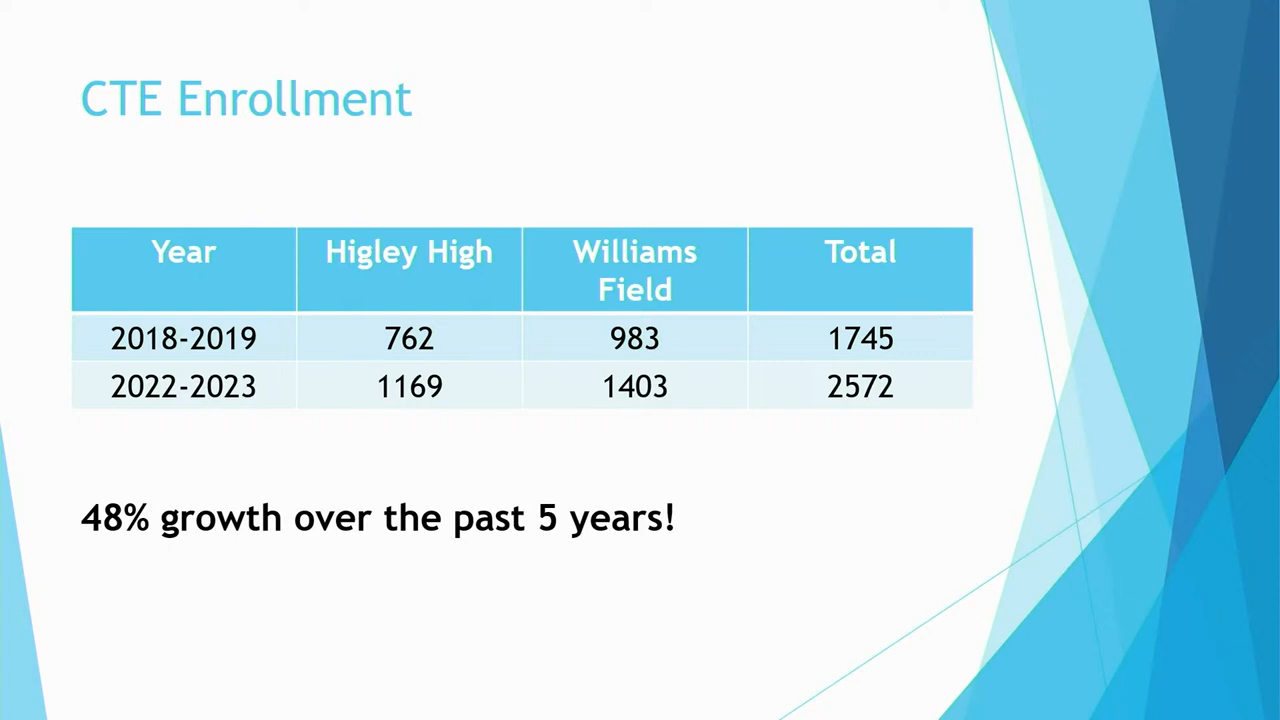 CTE Enrollment
Year Higley High Williams Field Total
2018-2019 762 983 1745
2022-2023 1169 1403 2572
48% growth over the past 5 years!